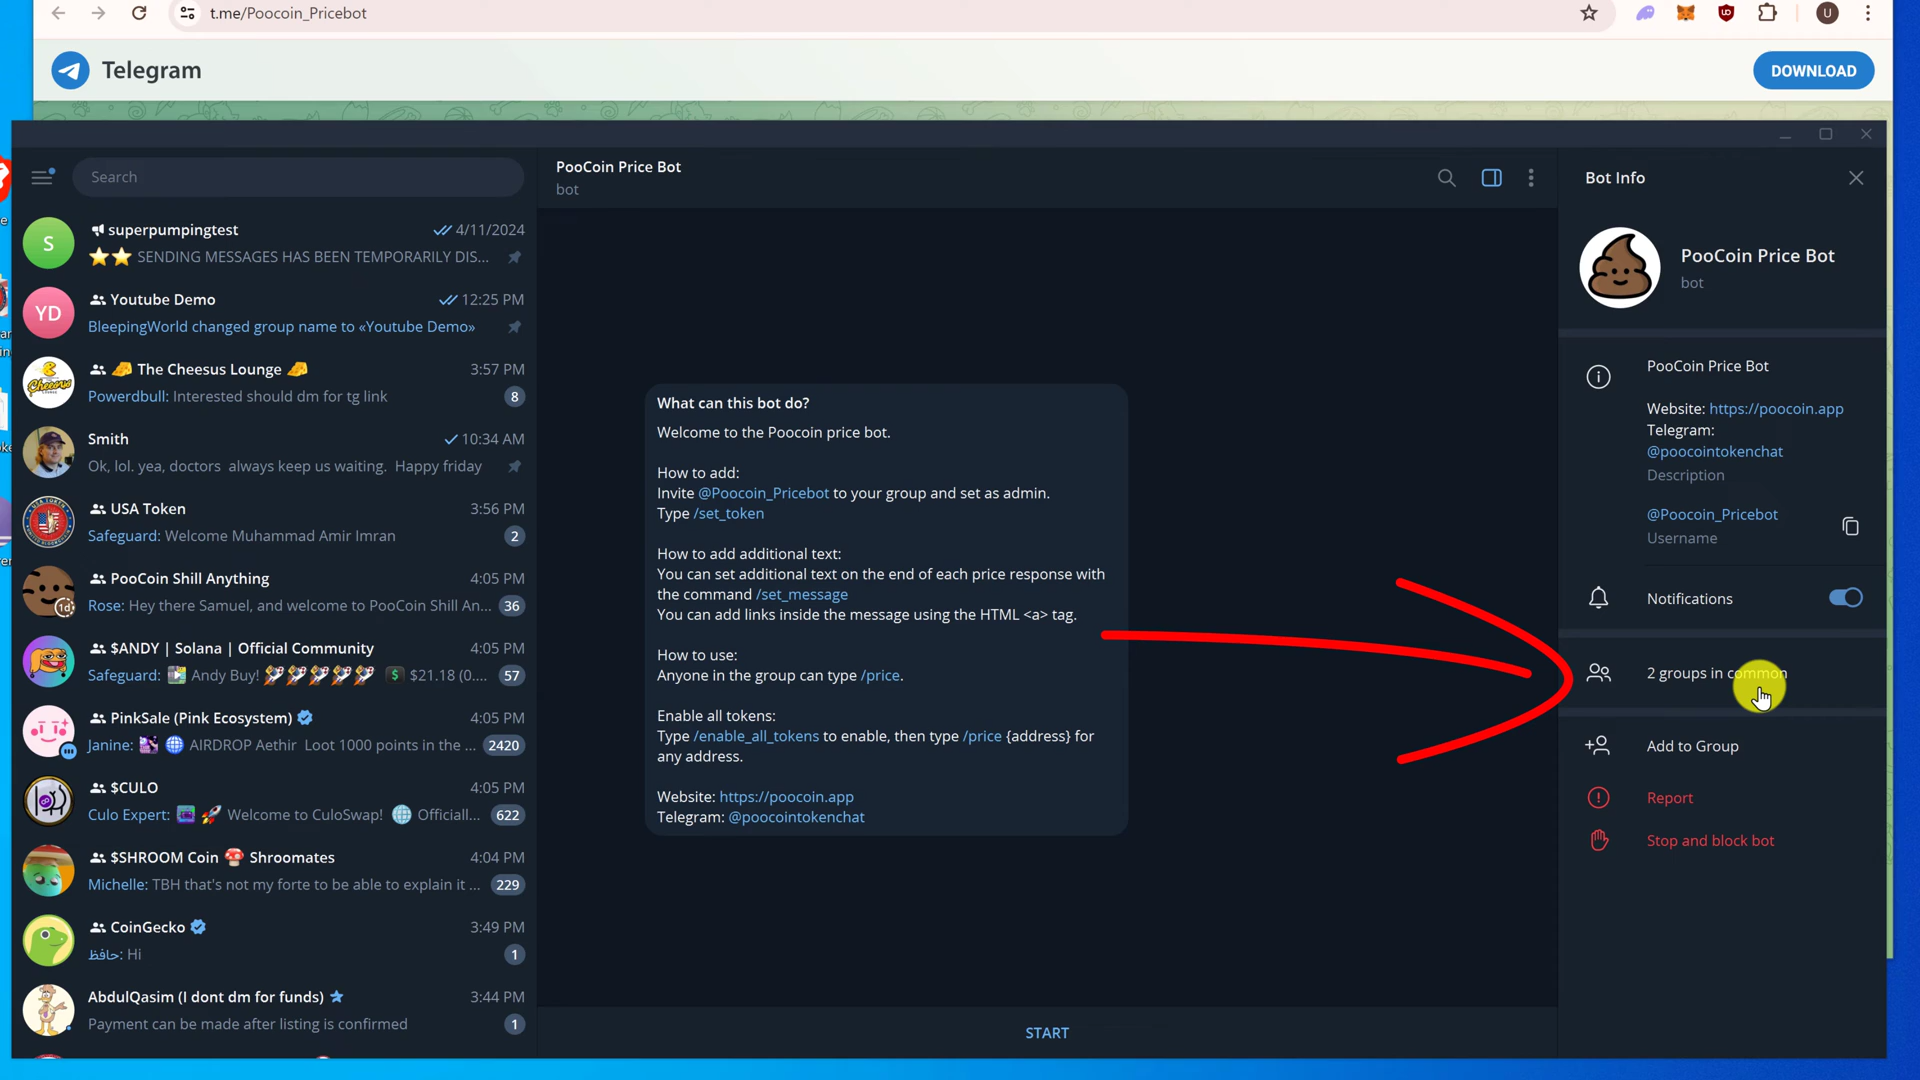 t.me/Poocoin_Pricebot
U
Telegram
DOWNLOAD
Search
S
superpumpingtest
4/11/2024
⭐⭐ SENDING MESSAGES HAS BEEN TEMPORARILY DIS...
YD
Youtube Demo
12:25 PM
BleepingWorld changed group name to «Youtube Demo»
🧀 The Cheesus Lounge 🧀
3:57 PM
Powerdbull: Interested should dm for tg link
8
Smith
10:34 AM
Ok, lol. yea, doctors always keep us waiting. Happy friday
USA Token
3:56 PM
Safeguard: Welcome Muhammad Amir Imran
2
PooCoin Shill Anything
4:05 PM
1d
Rose: Hey there Samuel, and welcome to PooCoin Shill An...
36
$ANDY | Solana | Official Community
4:05 PM
Safeguard: Andy Buy! 🚀🚀🚀🚀🚀 $21.18 (0....
57
PinkSale (Pink Ecosystem)
4:05 PM
Janine: AIRDROP Aethir Loot 1000 points in the ...
2420
$CULO
4:05 PM
Culo Expert: 🚀 Welcome to CuloSwap! 🌐 Officiall...
622
$SHROOM Coin 🍄 Shroomates
4:04 PM
Michelle: TBH that's not my forte to be able to explain it ...
229
CoinGecko
3:49 PM
حافظ: Hi
1
AbdulQasim (I dont dm for funds)
3:44 PM
Payment can be made after listing is confirmed
1
PooCoin Price Bot
bot
What can this bot do?
Welcome to the Poocoin price bot.
How to add:
Invite @Poocoin_Pricebot to your group and set as admin.
Type /set_token
How to add additional text:
You can set additional text on the end of each price response with
the command /set_message
You can add links inside the message using the HTML <a> tag.
How to use:
Anyone in the group can type /price.
Enable all tokens:
Type /enable_all_tokens to enable, then type /price {address} for
any address.
Website: https://poocoin.app
Telegram: @poocointokenchat
START
Bot Info
PooCoin Price Bot
bot
PooCoin Price Bot
Website: https://poocoin.app
Telegram:
@poocointokenchat
Description
@Poocoin_Pricebot
Username
Notifications
2 groups in common
Add to Group
Report
Stop and block bot